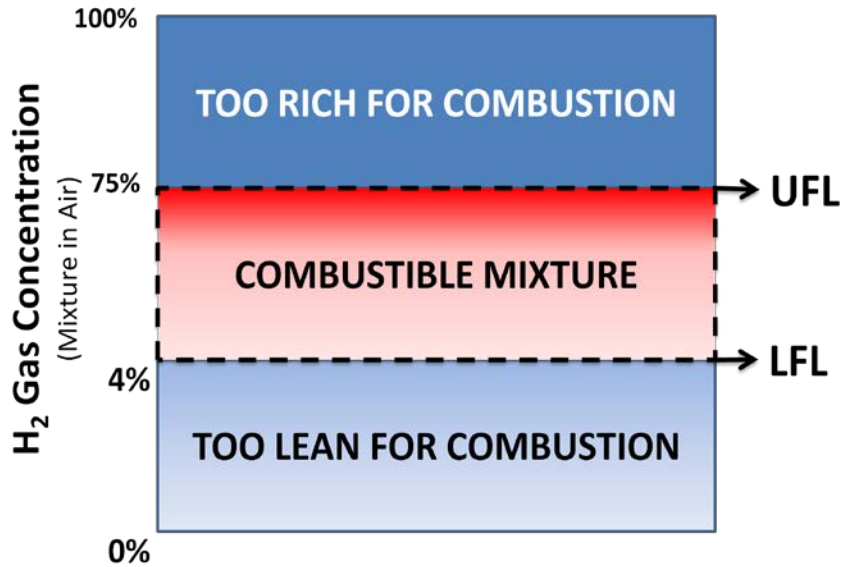 100%
TOO RICH FOR COMBUSTION
75%
UFL
H₂ Gas Concentration
(Mixture in Air)
COMBUSTIBLE MIXTURE
LFL
4%
TOO LEAN FOR COMBUSTION
0%